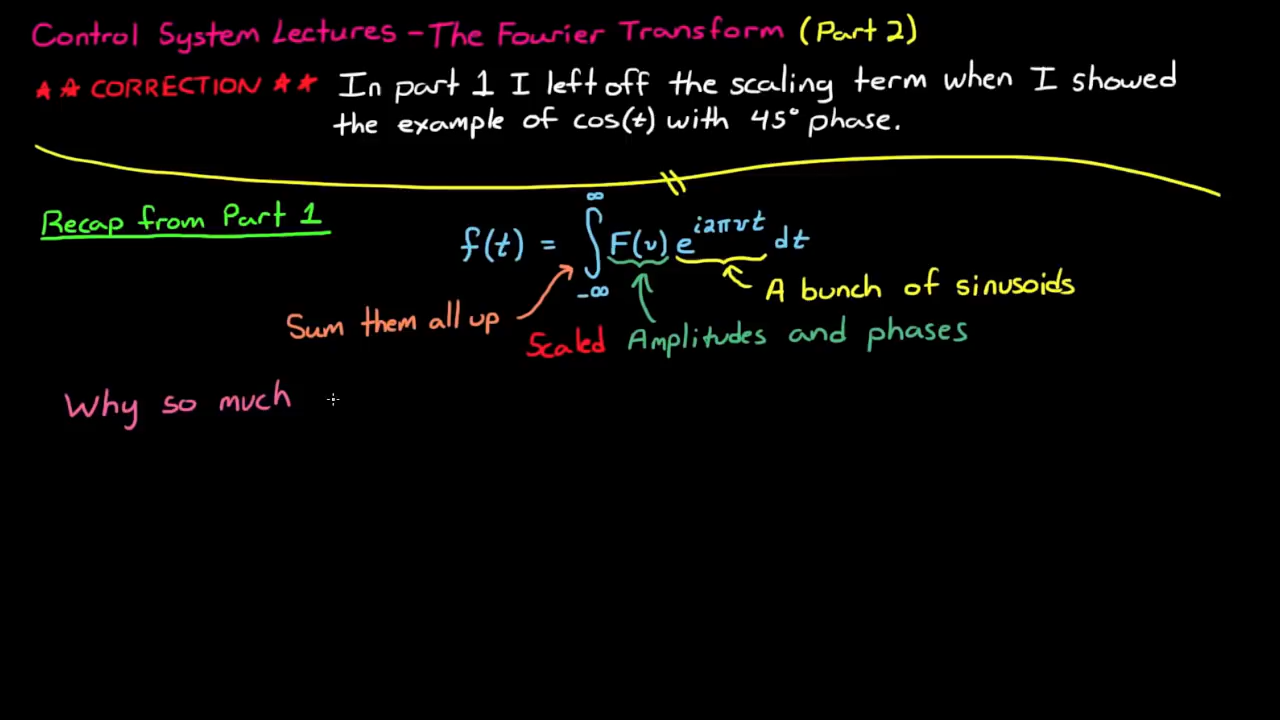 Control System Lectures - The Fourier Transform (Part 2)
** CORRECTION ** In part 1 I left off the scaling term when I showed
the example of cos(t) with 45° phase.
Recap from Part 1
f(t) = ∫_{-∞}^{∞} F(ν) e^{i2πνt} dt
A bunch of sinusoids
Sum them all up
Scaled Amplitudes and phases
Why so much